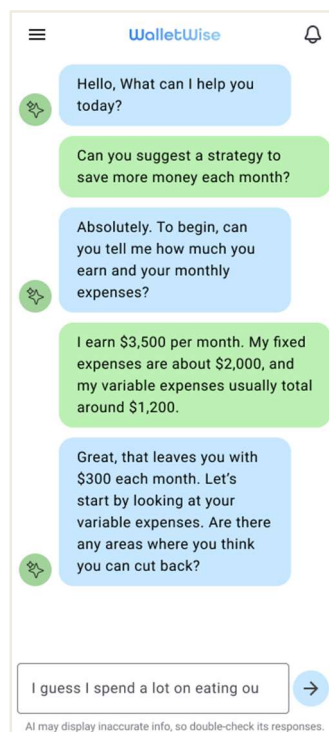 WalletWise
Hello, What can I help you
today?
Can you suggest a strategy to
save more money each month?
Absolutely. To begin, can
you tell me how much you
earn and your monthly
expenses?
I earn $3,500 per month. My fixed
expenses are about $2,000, and
my variable expenses usually total
around $1,200.
Great, that leaves you with
$300 each month. Let's
start by looking at your
variable expenses. Are there
any areas where you think
you can cut back?
I guess I spend a lot on eating ou
AI may display inaccurate info, so double-check its responses.